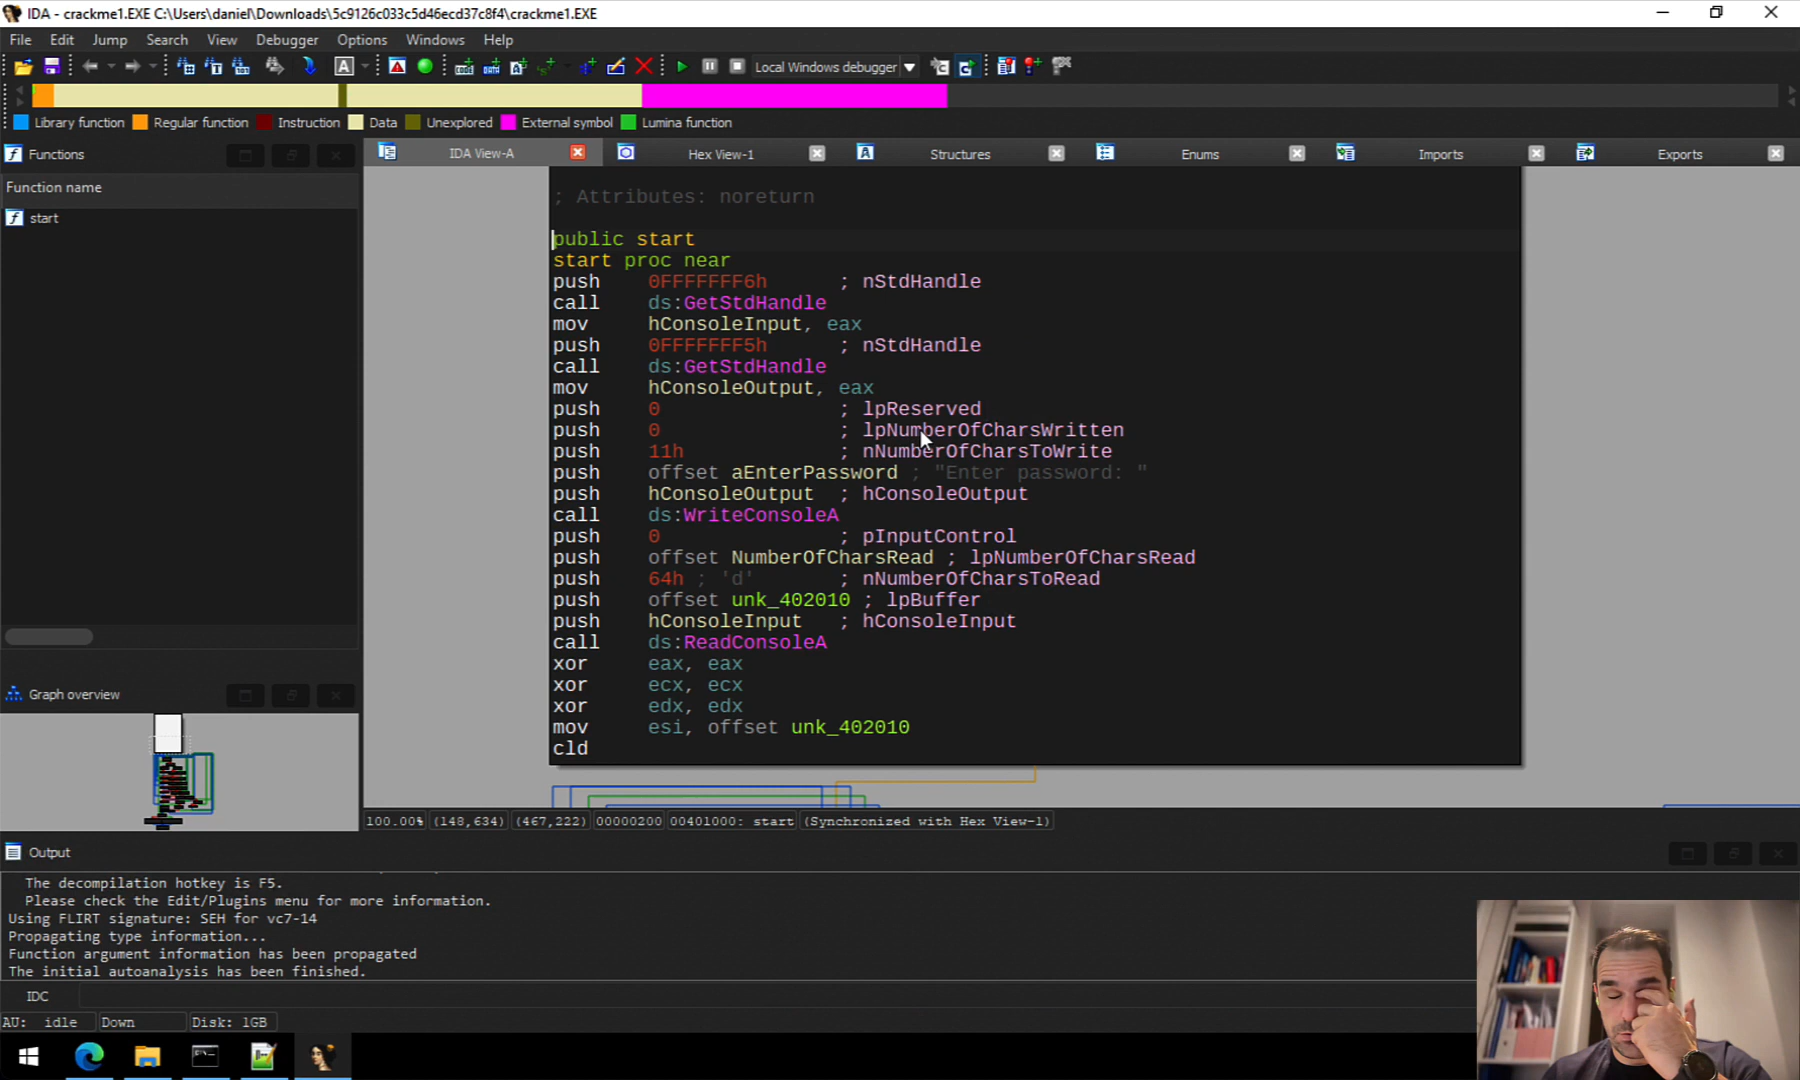 IDA - crackme1.EXE C:\Users\daniel\Downloads\5c9126c033c5d46ecd37c8f4\crackme1.EXE
File Edit Jump Search View Debugger Options Windows Help
Local Windows debugger
Library function Regular function Instruction Data Unexplored External symbol Lumina function
Functions
IDA View-A Hex View-1 Structures Enums Imports Exports
Function name
start
; Attributes: noreturn
public start
start proc near
push 0FFFFFFF6h ; nStdHandle
call ds:GetStdHandle
mov hConsoleInput, eax
push 0FFFFFFF5h ; nStdHandle
call ds:GetStdHandle
mov hConsoleOutput, eax
push 0 ; lpReserved
push 0 ; lpNumberOfCharsWritten
push 11h ; nNumberOfCharsToWrite
push offset aEnterPassword ; "Enter password: "
push hConsoleOutput ; hConsoleOutput
call ds:WriteConsoleA
push 0 ; pInputControl
push offset NumberOfCharsRead ; lpNumberOfCharsRead
push 64h ; 'd' ; nNumberOfCharsToRead
push offset unk_402010 ; lpBuffer
push hConsoleInput ; hConsoleInput
call ds:ReadConsoleA
xor eax, eax
xor ecx, ecx
xor edx, edx
mov esi, offset unk_402010
cld
Graph overview
100.00% (148,634) (467,222) 00000200 00401000: start (Synchronized with Hex View-1)
Output
The decompilation hotkey is F5.
Please check the Edit/Plugins menu for more information.
Using FLIRT signature: SEH for vc7-14
Propagating type information...
Function argument information has been propagated
The initial autoanalysis has been finished.
IDC
AU: idle Down Disk: 1GB